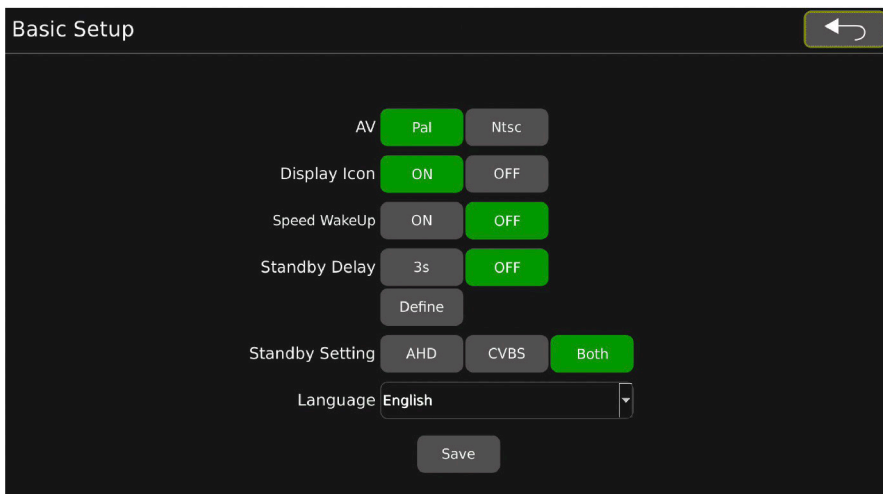 Basic Setup
AV Pal Ntsc
Display Icon ON OFF
Speed WakeUp ON OFF
Standby Delay 3s OFF
Define
Standby Setting AHD CVBS Both
Language English
Save